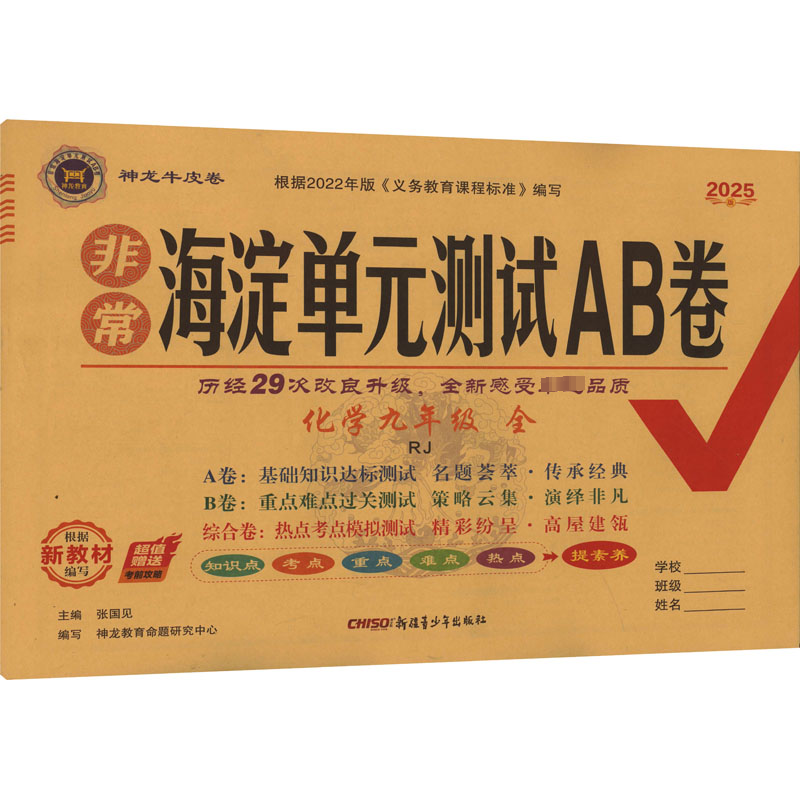 神龙牛皮卷
根据2022年版《义务教育课程标准》编写
2025
版
非常
海淀单元测试AB卷
历经29次改良升级，全新感受 品质
化学九年级 全
RJ
A卷：基础知识达标测试 名题荟萃·传承经典
B卷：重点难点过关测试 策略云集·演绎非凡
综合卷：热点考点模拟测试 精彩纷呈·高屋建瓴
根据
新教材
编写
超值
赠送
考前攻略
知识点 考点 重点 难点 热点 提素养
学校
班级
姓名
主编 张国见
编写 神龙教育命题研究中心
CHISO 新疆青少年出版社